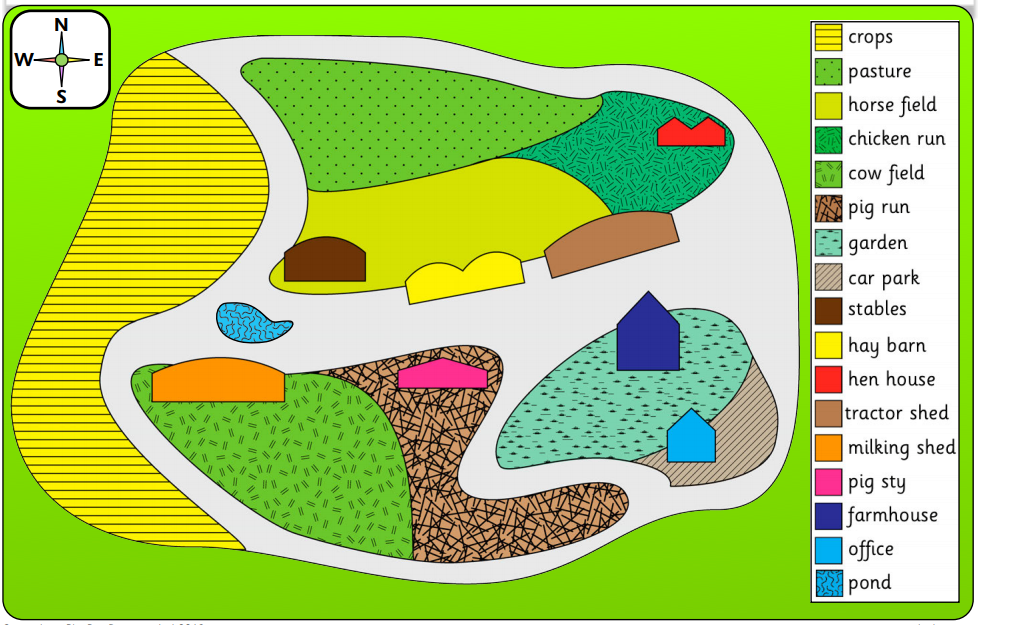 N
W E
S
crops
pasture
horse field
chicken run
cow field
pig run
garden
car park
stables
hay barn
hen house
tractor shed
milking shed
pig sty
farmhouse
office
pond